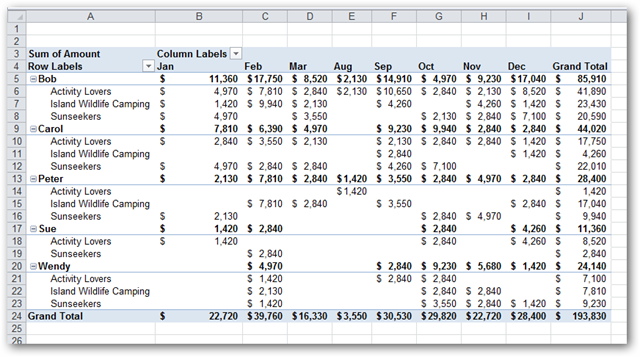 A B C D E F G H I J
1
2
3 Sum of Amount Column Labels
4 Row Labels Jan Feb Mar Aug Sep Oct Nov Dec Grand Total
5 Bob $ 11,360 $17,750 $ 8,520 $2,130 $14,910 $ 4,970 $ 9,230 $17,040 $ 85,910
6 Activity Lovers $ 4,970 $ 7,810 $ 2,840 $2,130 $10,650 $ 2,840 $ 2,130 $ 8,520 $ 41,890
7 Island Wildlife Camping $ 1,420 $ 9,940 $ 2,130 $ 4,260 $ 4,260 $ 1,420 $ 23,430
8 Sunseekers $ 4,970 $ 3,550 $ 2,130 $ 2,840 $ 7,100 $ 20,590
9 Carol $ 7,810 $ 6,390 $ 4,970 $ 9,230 $ 9,940 $ 2,840 $ 2,840 $ 44,020
10 Activity Lovers $ 2,840 $ 3,550 $ 2,130 $ 2,130 $ 2,840 $ 2,840 $ 1,420 $ 17,750
11 Island Wildlife Camping $ 2,840 $ 1,420 $ 4,260
12 Sunseekers $ 4,970 $ 2,840 $ 2,840 $ 4,260 $ 7,100 $ 22,010
13 Peter $ 2,130 $ 7,810 $ 2,840 $1,420 $ 3,550 $ 2,840 $ 4,970 $ 2,840 $ 28,400
14 Activity Lovers $1,420 $ 1,420
15 Island Wildlife Camping $ 7,810 $ 2,840 $ 3,550 $ 2,840 $ 17,040
16 Sunseekers $ 2,130 $ 2,840 $ 4,970 $ 9,940
17 Sue $ 1,420 $ 2,840 $ 2,840 $ 4,260 $ 11,360
18 Activity Lovers $ 1,420 $ 2,840 $ 4,260 $ 8,520
19 Sunseekers $ 2,840 $ 2,840
20 Wendy $ 4,970 $ 2,840 $ 9,230 $ 5,680 $ 1,420 $ 24,140
21 Activity Lovers $ 1,420 $ 2,840 $ 2,840 $ 7,100
22 Island Wildlife Camping $ 2,130 $ 2,840 $ 2,840 $ 7,810
23 Sunseekers $ 1,420 $ 3,550 $ 2,840 $ 1,420 $ 9,230
24 Grand Total $ 22,720 $39,760 $16,330 $3,550 $30,530 $29,820 $22,720 $28,400 $ 193,830
25
26